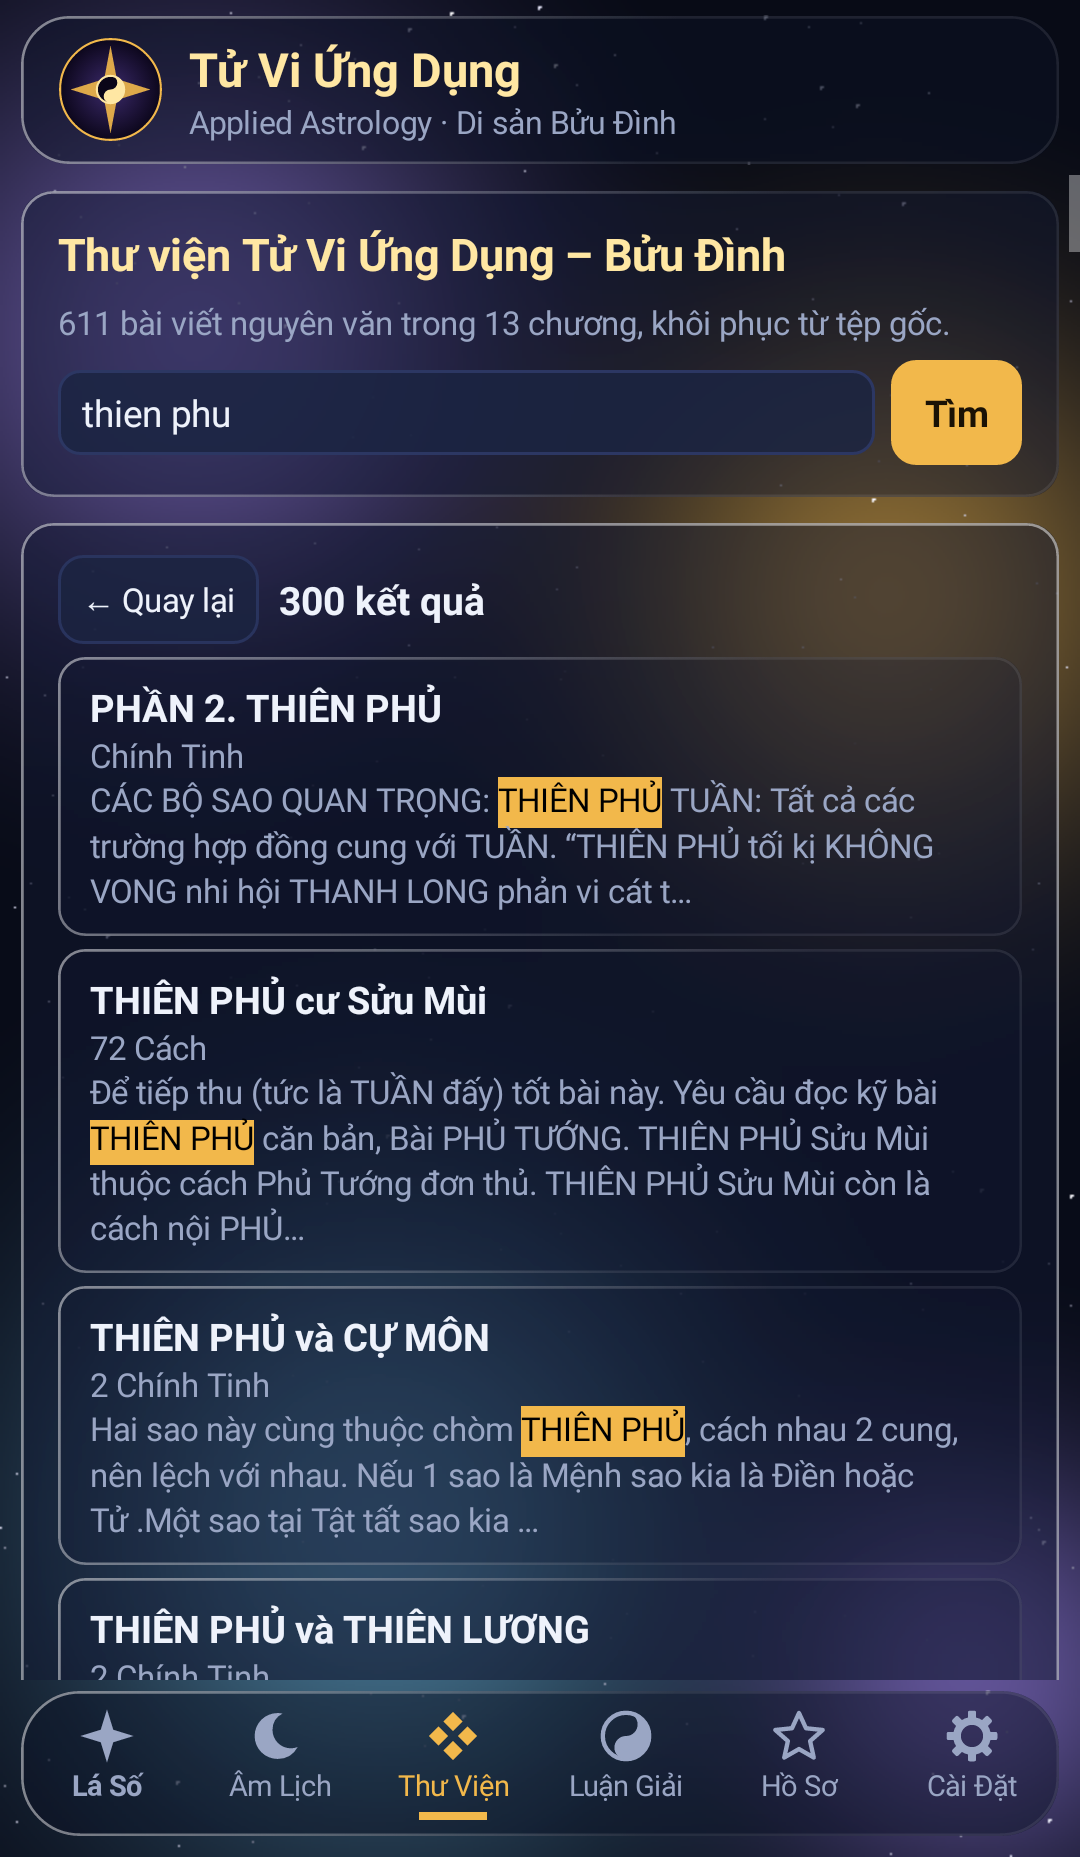 Tử Vi Ứng Dụng
Applied Astrology · Di sản Bửu Đình
Thư viện Tử Vi Ứng Dụng – Bửu Đình
611 bài viết nguyên văn trong 13 chương, khôi phục từ tệp gốc.
thien phu
Tìm
← Quay lại
300 kết quả
PHẦN 2. THIÊN PHỦ
Chính Tinh
CÁC BỘ SAO QUAN TRỌNG: THIÊN PHỦ TUẦN: Tất cả các
trường hợp đồng cung với TUẦN. “THIÊN PHỦ tối kị KHÔNG
VONG nhi hội THANH LONG phản vi cát t...
THIÊN PHỦ cư Sửu Mùi
72 Cách
Để tiếp thu (tức là TUẦN đấy) tốt bài này. Yêu cầu đọc kỹ bài
THIÊN PHỦ căn bản, Bài PHỦ TƯỚNG. THIÊN PHỦ Sửu Mùi
thuộc cách Phủ Tướng đơn thủ. THIÊN PHỦ Sửu Mùi còn là
cách nội PHỦ...
THIÊN PHỦ và CỰ MÔN
2 Chính Tinh
Hai sao này cùng thuộc chòm THIÊN PHỦ, cách nhau 2 cung,
nên lệch với nhau. Nếu 1 sao là Mệnh sao kia là Điền hoặc
Tử .Một sao tại Tật tất sao kia ...
THIÊN PHỦ và THIÊN LƯƠNG
2 Chính Tinh
Lá Số
Âm Lịch
Thư Viện
Luận Giải
Hồ Sơ
Cài Đặt